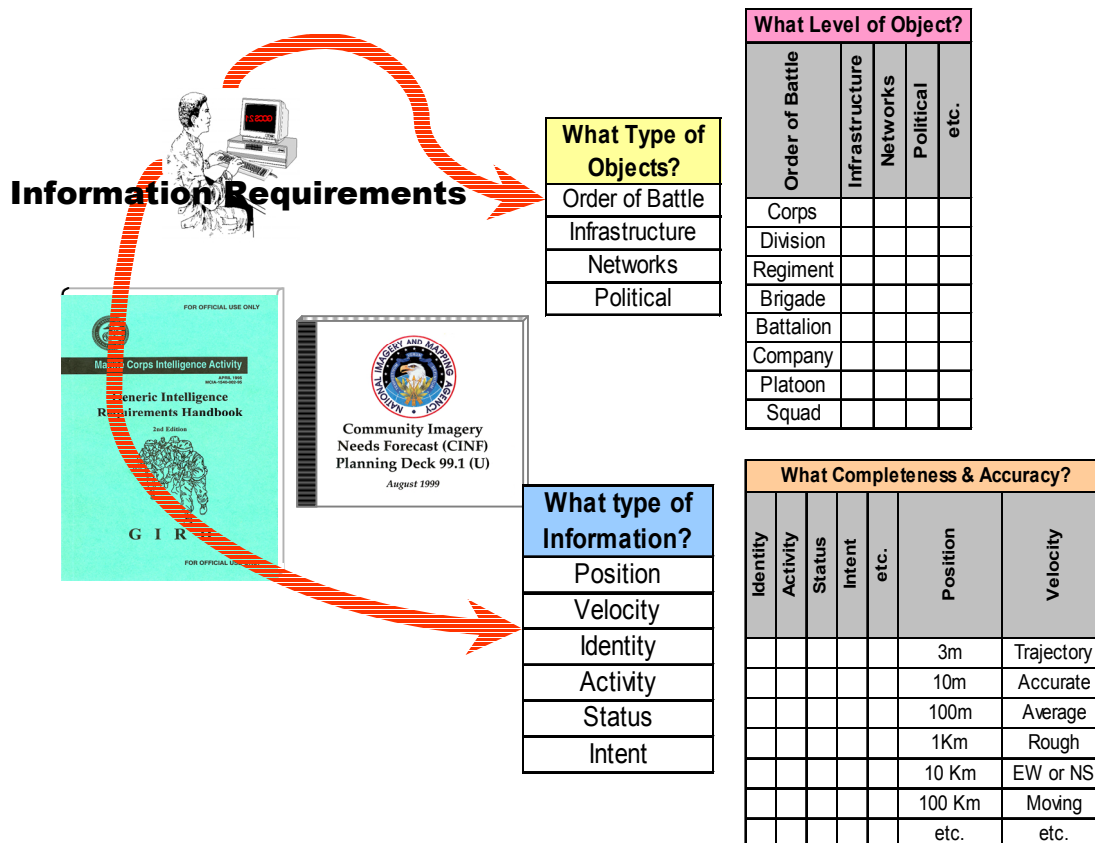 What Level of Object?
Order of Battle
Infrastructure
Networks
Political
etc.
Corps
Division
Regiment
Brigade
Battalion
Company
Platoon
Squad
GCCS 2.1
Information Requirements
What Type of
Objects?
Order of Battle
Infrastructure
Networks
Political
FOR OFFICIAL USE ONLY
Corps Intelligence Activity
APRIL
Generic Intelligence
Requirements Handbook
2nd Edition
G I R H
FOR OFFICIAL
NATIONAL IMAGERY AND MAPPING AGENCY
Community Imagery
Needs Forecast (CINF)
Planning Deck 99.1 (U)
August 1999
What type of
Information?
Position
Velocity
Identity
Activity
Status
Intent
What Completeness & Accuracy?
Identity
Activity
Status
Intent
etc.
Position
Velocity
3m Trajectory
10m Accurate
100m Average
1Km Rough
10 Km EW or NS
100 Km Moving
etc. etc.